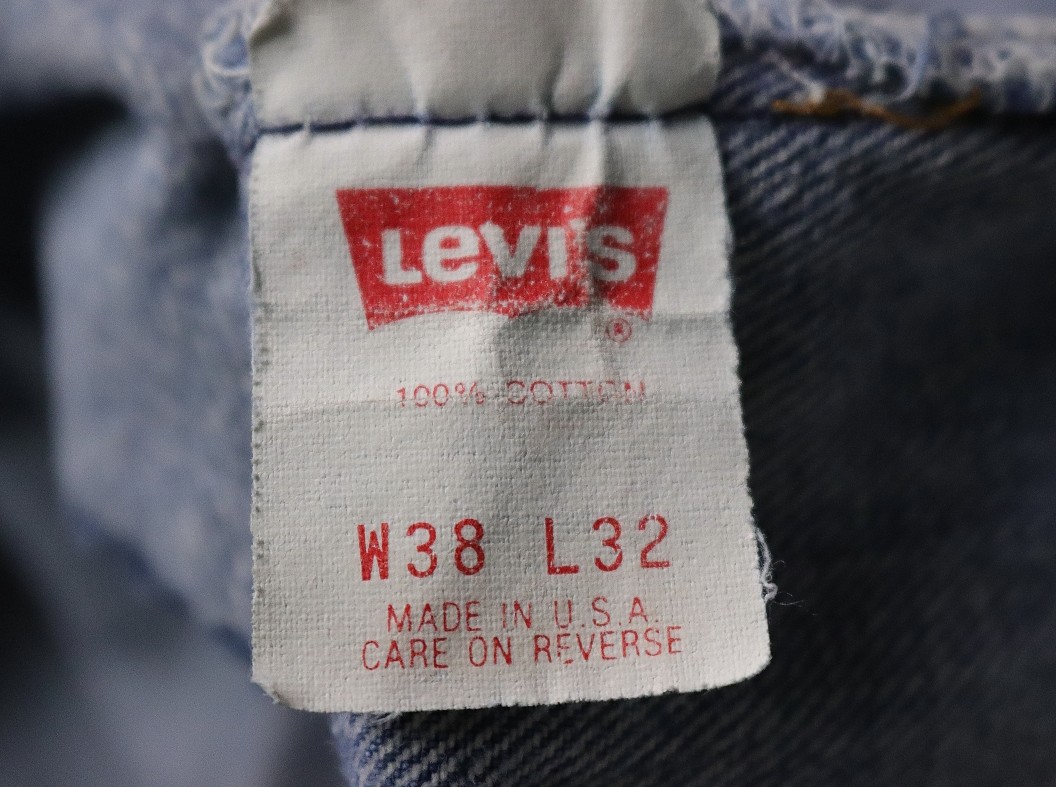 Levi's
®
100% COTTON
W38 L32
MADE IN U.S.A.
CARE ON REVERSE